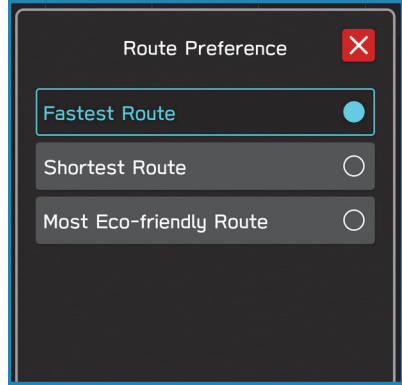 Route Preference
Fastest Route
Shortest Route
Most Eco-friendly Route